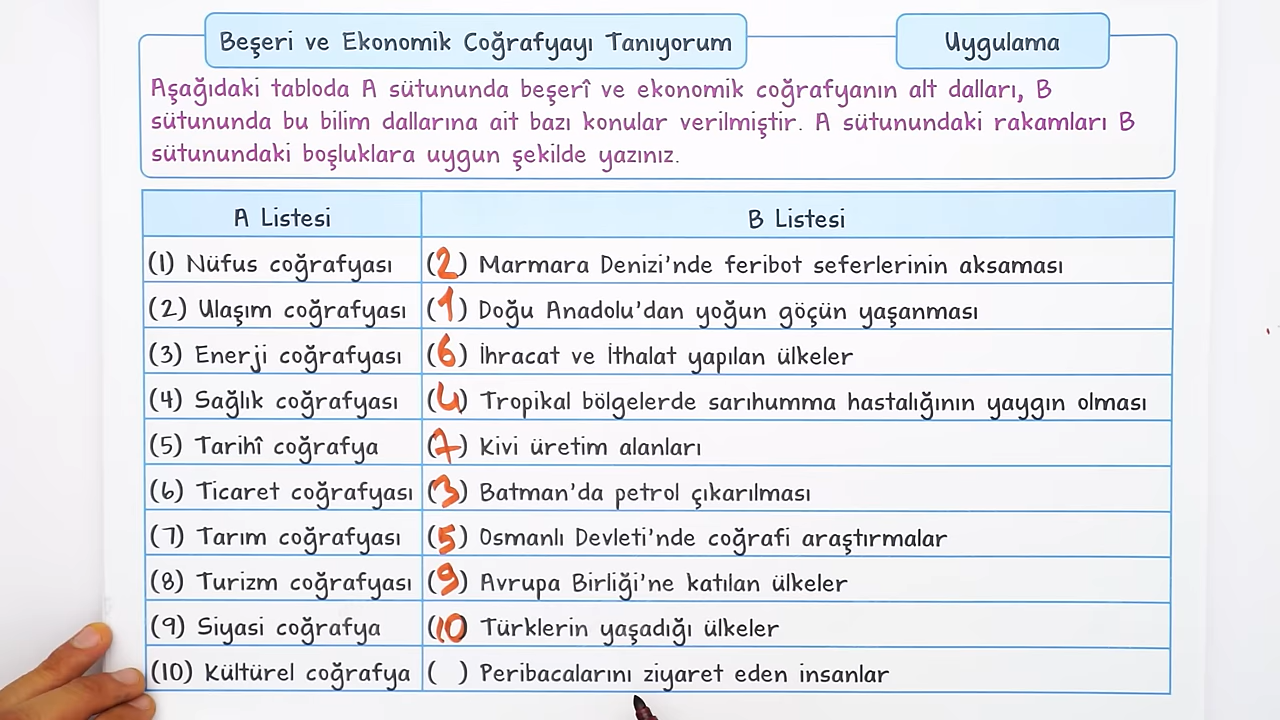 Beşeri ve Ekonomik Coğrafyayı Tanıyorum
Uygulama
Aşağıdaki tabloda A sütununda beşerî ve ekonomik coğrafyanın alt dalları, B
sütununda bu bilim dallarına ait bazı konular verilmiştir. A sütunundaki rakamları B
sütunundaki boşluklara uygun şekilde yazınız.
A Listesi B Listesi
(1) Nüfus coğrafyası (2) Marmara Denizi'nde feribot seferlerinin aksaması
(2) Ulaşım coğrafyası (1) Doğu Anadolu'dan yoğun göçün yaşanması
(3) Enerji coğrafyası (6) İhracat ve İthalat yapılan ülkeler
(4) Sağlık coğrafyası (4) Tropikal bölgelerde sarıhumma hastalığının yaygın olması
(5) Tarihî coğrafya (7) Kivi üretim alanları
(6) Ticaret coğrafyası (3) Batman'da petrol çıkarılması
(7) Tarım coğrafyası (5) Osmanlı Devleti'nde coğrafi araştırmalar
(8) Turizm coğrafyası (9) Avrupa Birliği'ne katılan ülkeler
(9) Siyasi coğrafya (10) Türklerin yaşadığı ülkeler
(10) Kültürel coğrafya ( ) Peribacalarını ziyaret eden insanlar